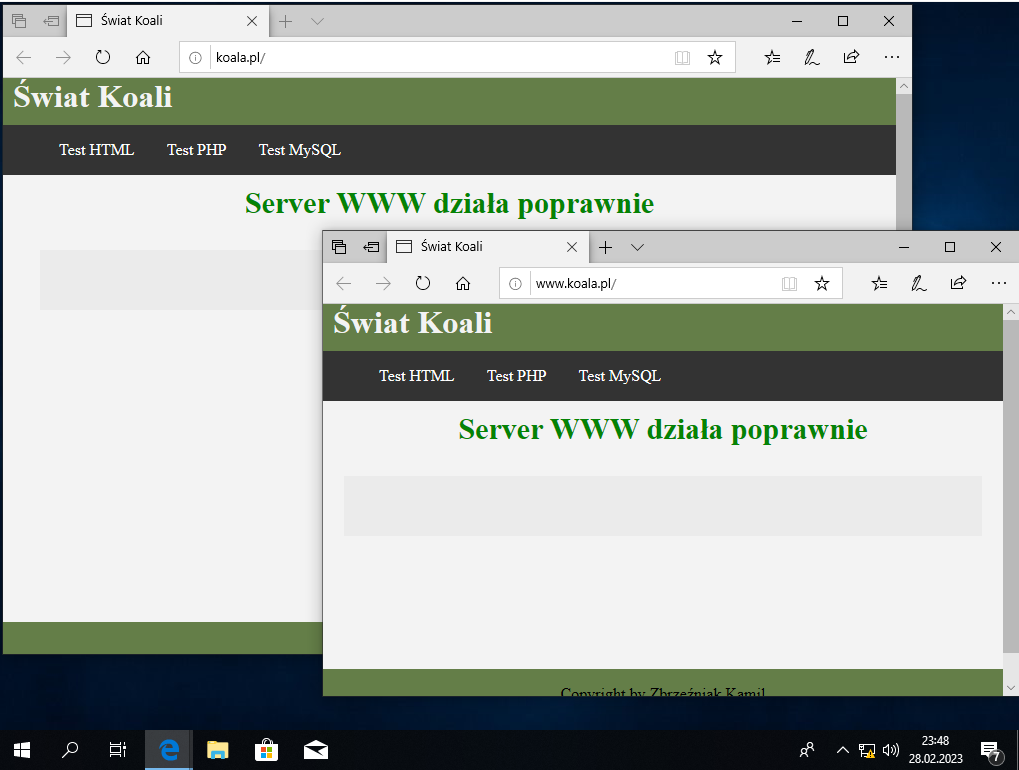 Świat Koali
koala.pl/
Świat Koali
Test HTML Test PHP Test MySQL
Server WWW działa poprawnie
Świat Koali
www.koala.pl/
Świat Koali
Test HTML Test PHP Test MySQL
Server WWW działa poprawnie
Copyright by Zbrzeźniak Kamil
23:48
28.02.2023
7